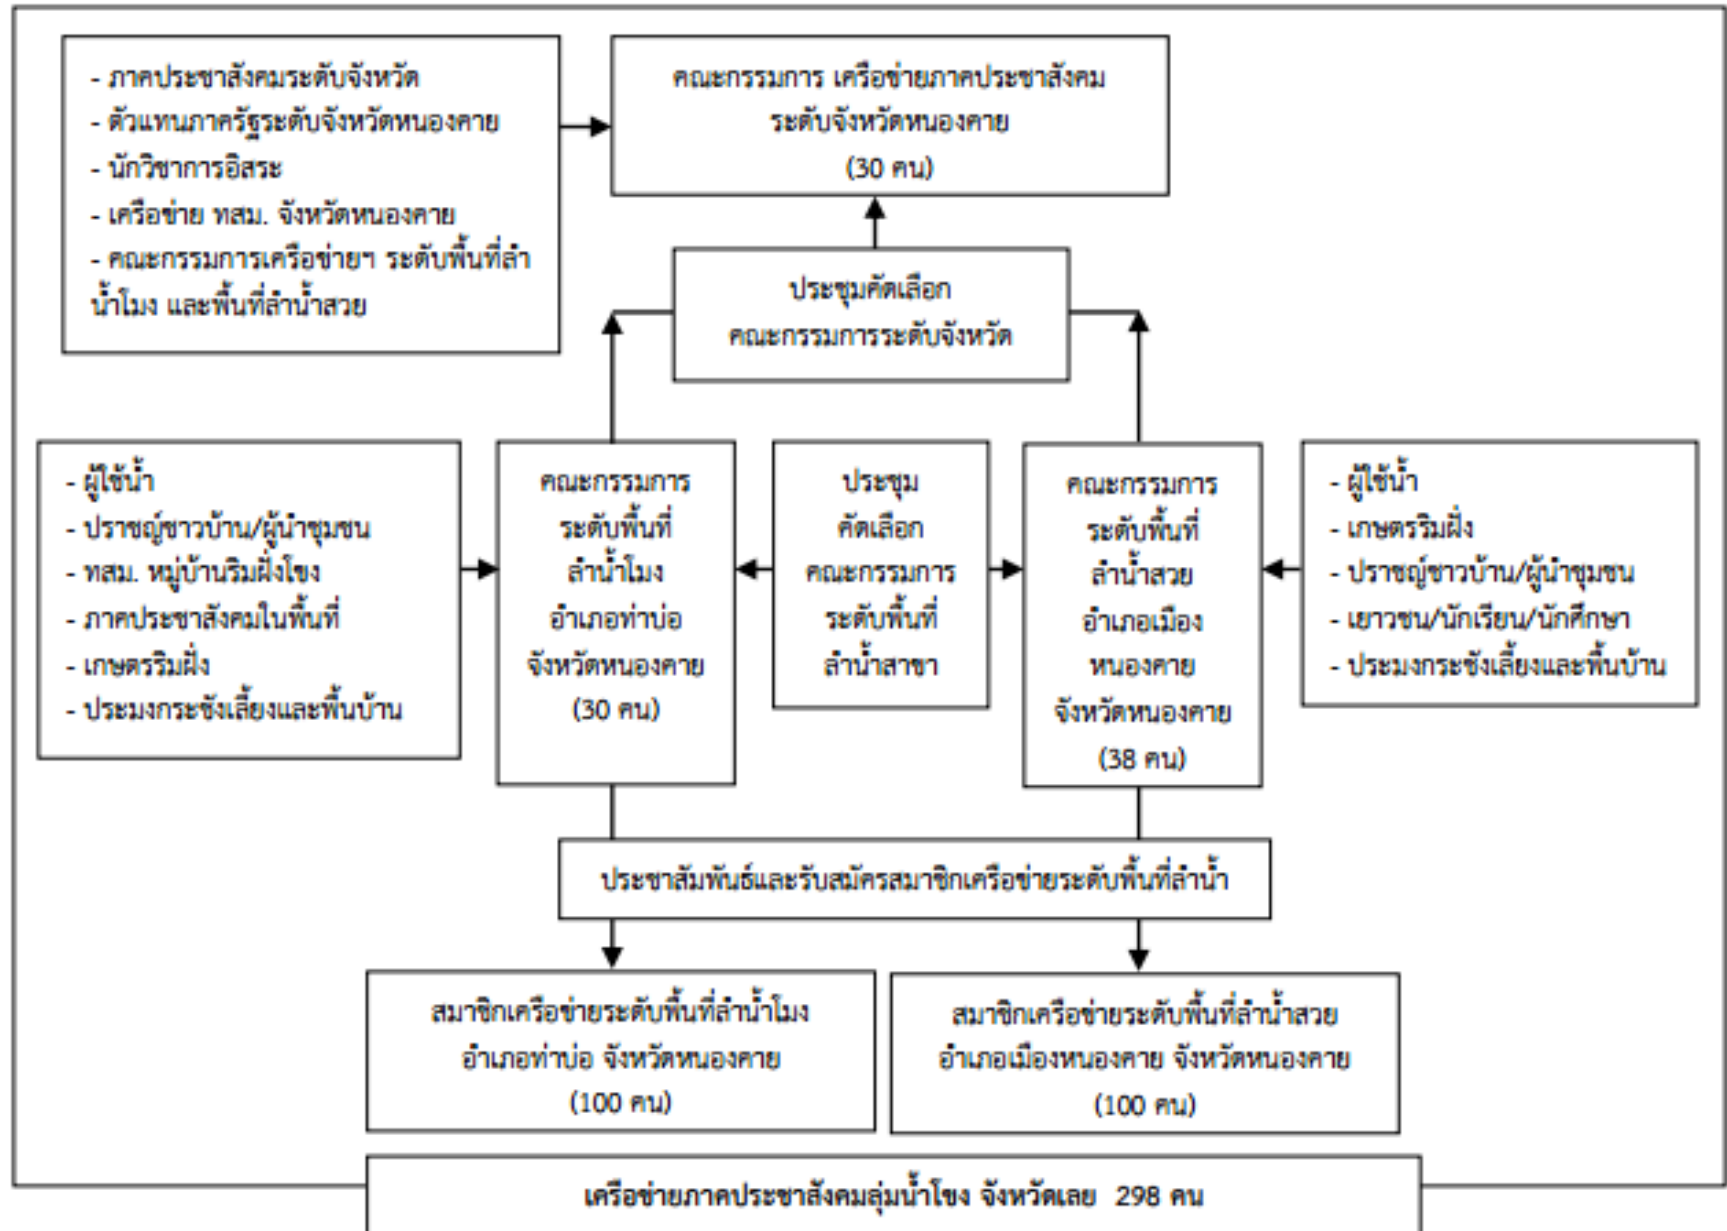 - ภาคประชาสังคมระดับจังหวัด
- ตัวแทนภาครัฐระดับจังหวัดหนองคาย
- นักวิชาการอิสระ
- เครือข่าย ทสม. จังหวัดหนองคาย
- คณะกรรมการเครือข่ายฯ ระดับพื้นที่ลำ
น้ำโมง และพื้นที่ลำน้ำสวย
คณะกรรมการ เครือข่ายภาคประชาสังคม
ระดับจังหวัดหนองคาย
(30 คน)
ประชุมคัดเลือก
คณะกรรมการระดับจังหวัด
- ผู้ใช้น้ำ
- ปราชญ์ชาวบ้าน/ผู้นำชุมชน
- ทสม. หมู่บ้านริมฝั่งโขง
- ภาคประชาสังคมในพื้นที่
- เกษตรริมฝั่ง
- ประมงกระชังเลี้ยงและพื้นบ้าน
คณะกรรมการ
ระดับพื้นที่
ลำน้ำโมง
อำเภอท่าบ่อ
จังหวัดหนองคาย
(30 คน)
ประชุม
คัดเลือก
คณะกรรมการ
ระดับพื้นที่
ลำน้ำสาขา
คณะกรรมการ
ระดับพื้นที่
ลำน้ำสวย
อำเภอเมือง
หนองคาย
จังหวัดหนองคาย
(38 คน)
- ผู้ใช้น้ำ
- เกษตรริมฝั่ง
- ปราชญ์ชาวบ้าน/ผู้นำชุมชน
- เยาวชน/นักเรียน/นักศึกษา
- ประมงกระชังเลี้ยงและพื้นบ้าน
ประชาสัมพันธ์และรับสมัครสมาชิกเครือข่ายระดับพื้นที่ลำน้ำ
สมาชิกเครือข่ายระดับพื้นที่ลำน้ำโมง
อำเภอท่าบ่อ จังหวัดหนองคาย
(100 คน)
สมาชิกเครือข่ายระดับพื้นที่ลำน้ำสวย
อำเภอเมืองหนองคาย จังหวัดหนองคาย
(100 คน)
เครือข่ายภาคประชาสังคมลุ่มน้ำโขง จังหวัดเลย 298 คน